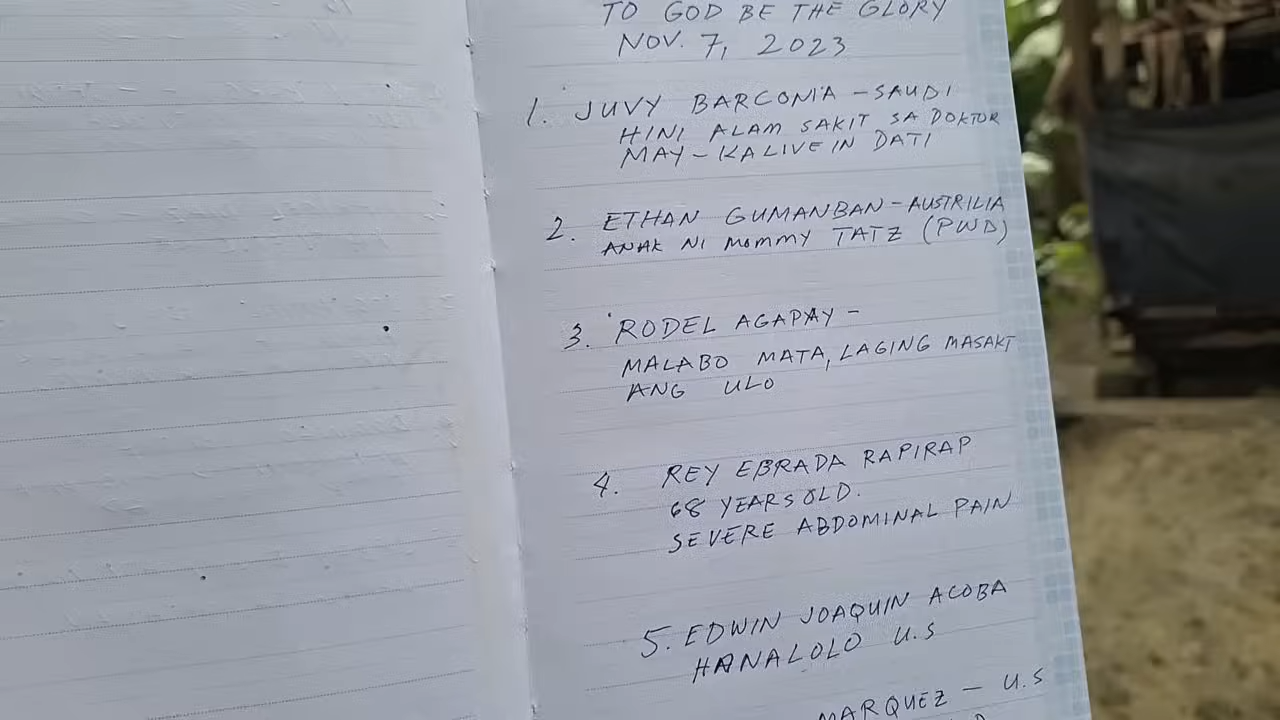 TO GOD BE THE GLORY
NOV. 7, 2023
1. JUVY BARCONIA - SAUDI
HINI ALAM SAKIT SA DOKTOR
MAY - KALIVE IN DATI
2. ETHAN GUMANBAN - AUSTRILIA
ANAK NI MOMMY TATZ (PWD)
3. RODEL AGAPAY -
MALABO MATA, LAGING MASAKT
ANG ULO
4. REY EBRADA RAPIRAP
68 YEARS OLD.
SEVERE ABDOMINAL PAIN
5. EDWIN JOAQUIN ACOBA
HANALOLO U.S
MARQUEZ - U.S